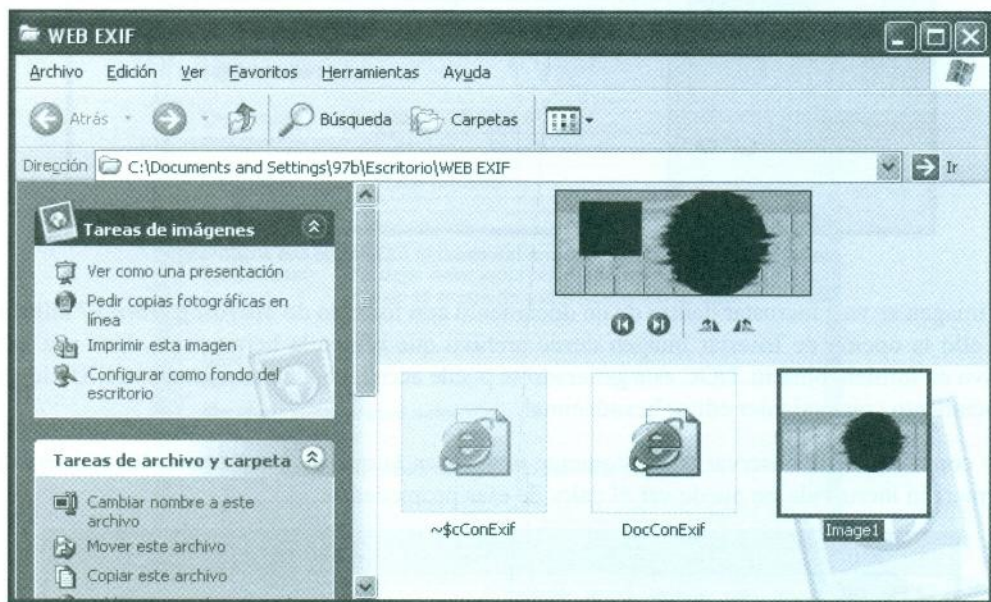 WEB EXIF
Archivo Edición Ver Favoritos Herramientas Ayuda
Atrás Búsqueda Carpetas
Dirección C:\Documents and Settings\97b\Escritorio\WEB EXIF Ir
Tareas de imágenes
Ver como una presentación
Pedir copias fotográficas en
línea
Imprimir esta imagen
Configurar como fondo del
escritorio
Tareas de archivo y carpeta
Cambiar nombre a este
archivo
Mover este archivo
Copiar este archivo
~$cConExif
DocConExif
Image1